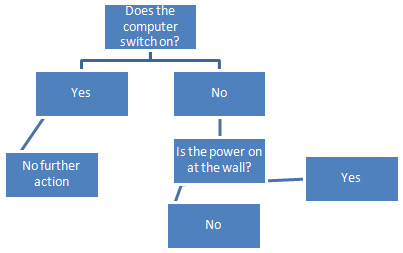 Does the
computer
switch on?
Yes
No
No further
action
Is the power on
at the wall?
Yes
No